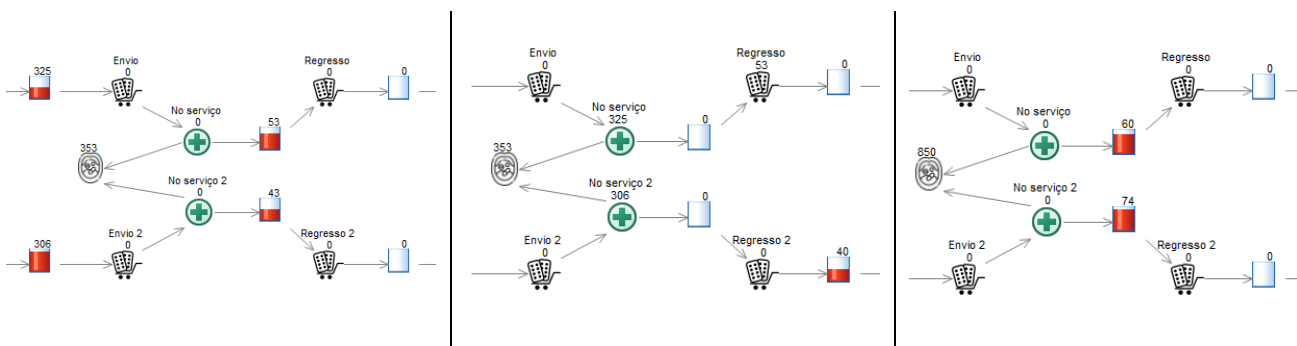 Envio
0
Regresso
0
325
0
No serviço
0
53
353
No serviço 2
0
43
306
Envio 2
0
Regresso 2
0
0
Envio
0
Regresso
53
0
No serviço
325
0
353
No serviço 2
306
0
Envio 2
0
Regresso 2
0
40
Envio
0
Regresso
0
0
No serviço
0
60
850
No serviço 2
0
74
Envio 2
0
Regresso 2
0
0